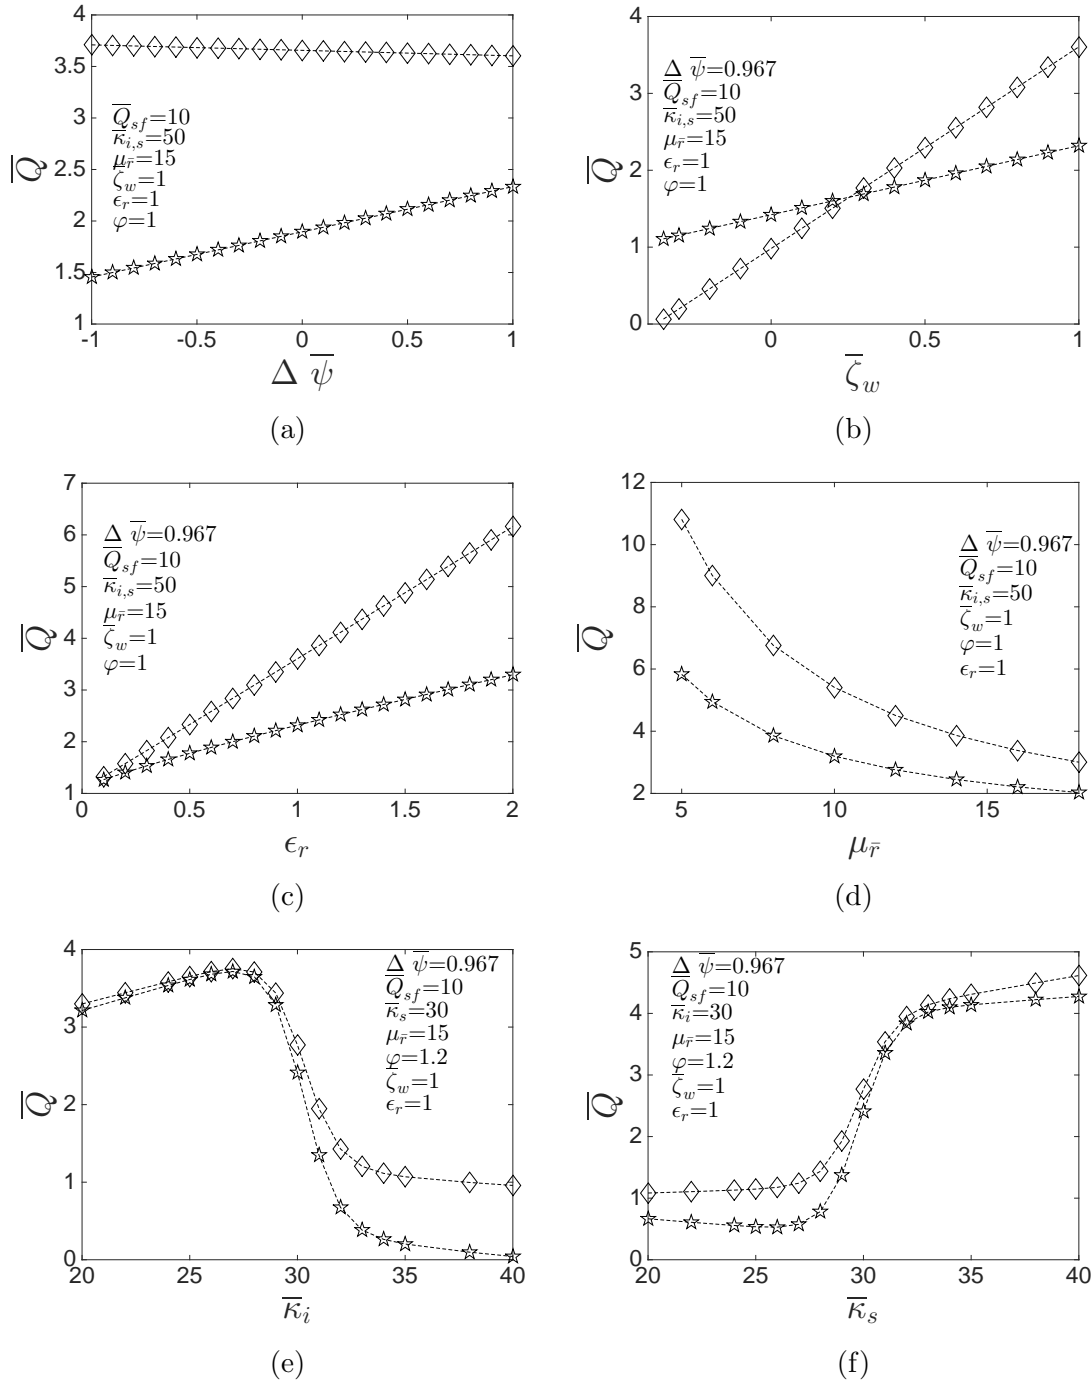 4
3.5
3
2.5
2
1.5
1
-1
-0.5
0
0.5
1
Q̅
Δ ψ̅
Q̅_sf=10
κ̅_i,s=50
μ_r̄=15
ζ̅_w=1
ϵ_r=1
φ=1
(a)
4
3
2
1
0
0
0.5
1
Q̅
ζ̅_w
Δ ψ̅=0.967
Q̅_sf=10
κ̅_i,s=50
μ_r̄=15
ϵ_r=1
φ=1
(b)
7
6
5
4
3
2
1
0
0.5
1
1.5
2
Q̅
ϵ_r
Δ ψ̅=0.967
Q̅_sf=10
κ̅_i,s=50
μ_r̄=15
ζ̅_w=1
φ=1
(c)
12
10
8
6
4
2
5
10
15
Q̅
μ_r̄
Δ ψ̅=0.967
Q̅_sf=10
κ̅_i,s=50
ζ̅_w=1
φ=1
ϵ_r=1
(d)
4
3
2
1
0
20
25
30
35
40
Q̅
κ̅_i
Δ ψ̅=0.967
Q̅_sf=10
κ̅_s=30
μ_r̄=15
φ=1.2
ζ̅_w=1
ϵ_r=1
(e)
5
4
3
2
1
0
20
25
30
35
40
Q̅
κ̅_s
Δ ψ̅=0.967
Q̅_sf=10
κ̅_i=30
μ_r̄=15
φ=1.2
ζ̅_w=1
ϵ_r=1
(f)